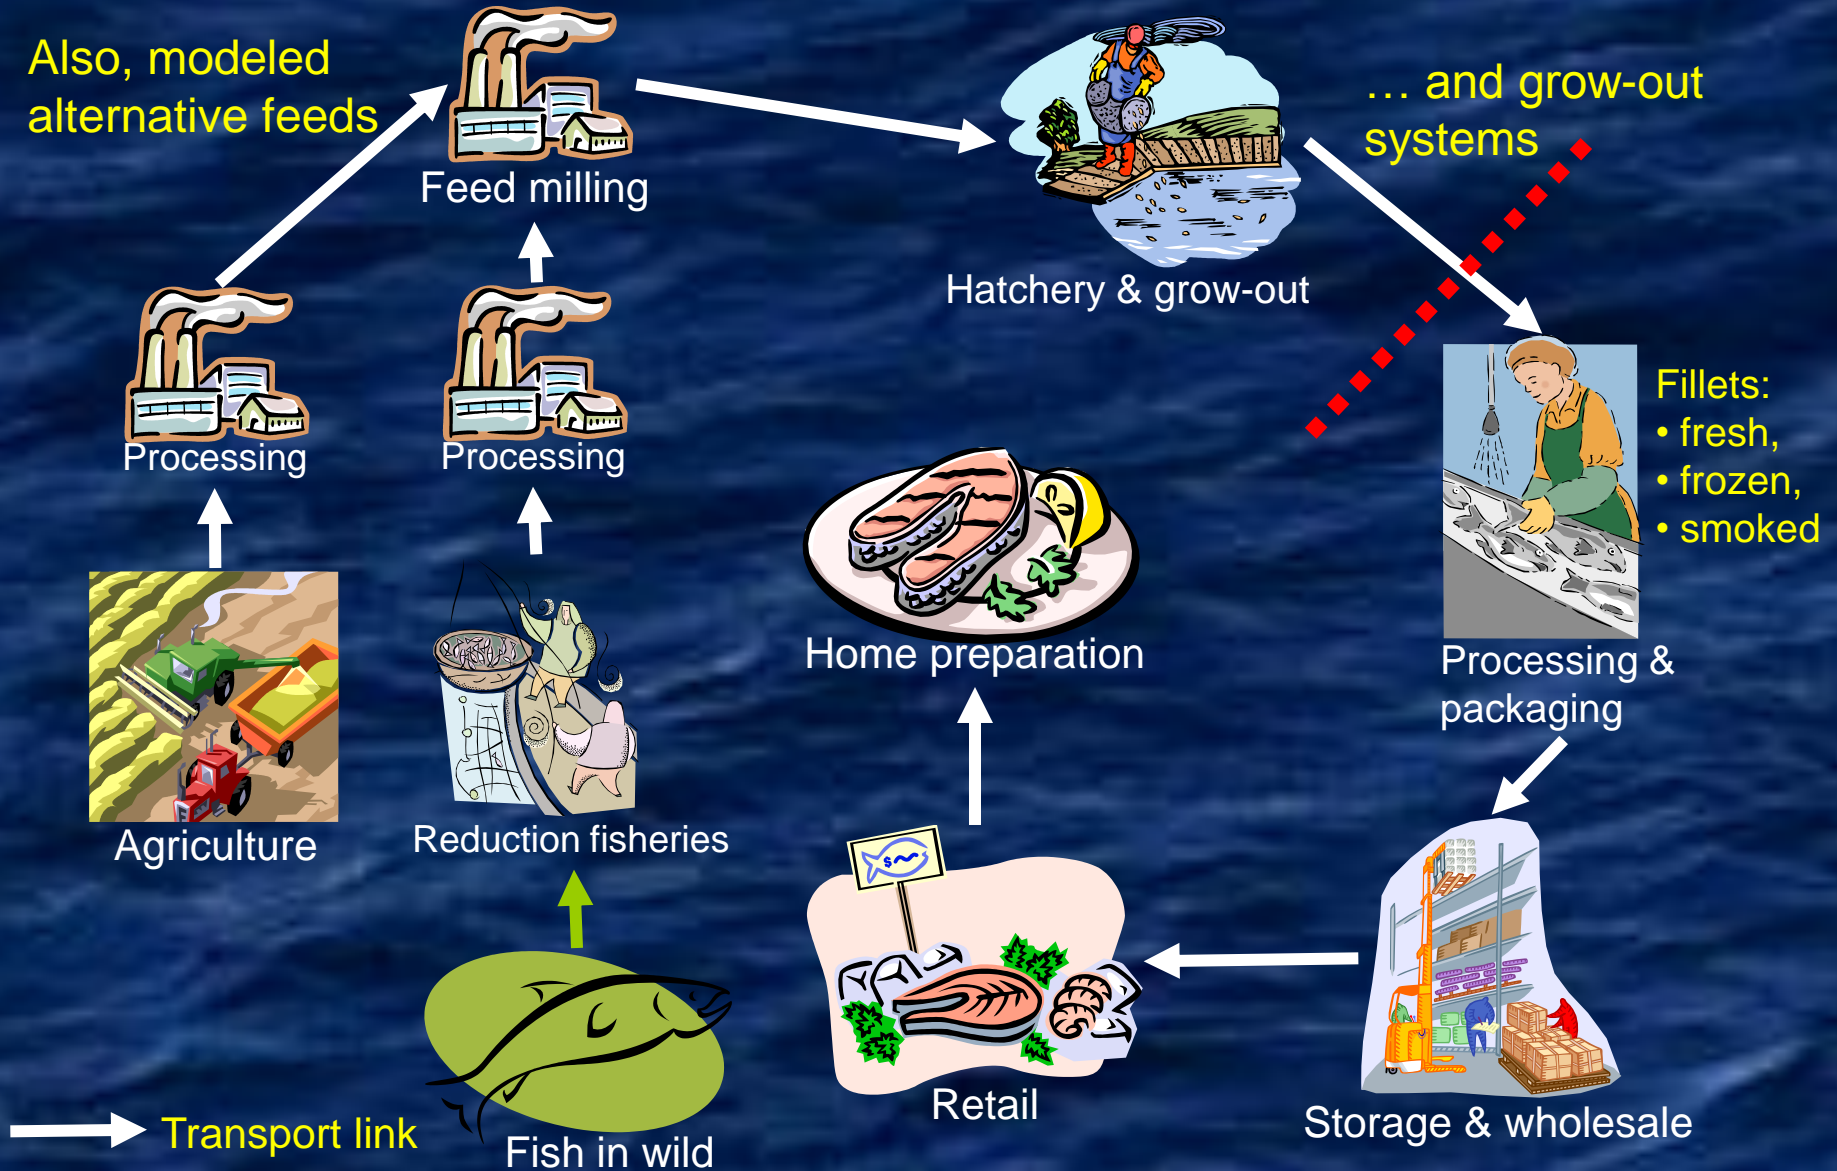 Also, modeled
alternative feeds
Feed milling
… and grow-out
systems
Hatchery & grow-out
Processing
Processing
Fillets:
• fresh,
• frozen,
• smoked
Home preparation
Processing &
packaging
Agriculture
Reduction fisheries
$
Retail
Storage & wholesale
Transport link
Fish in wild